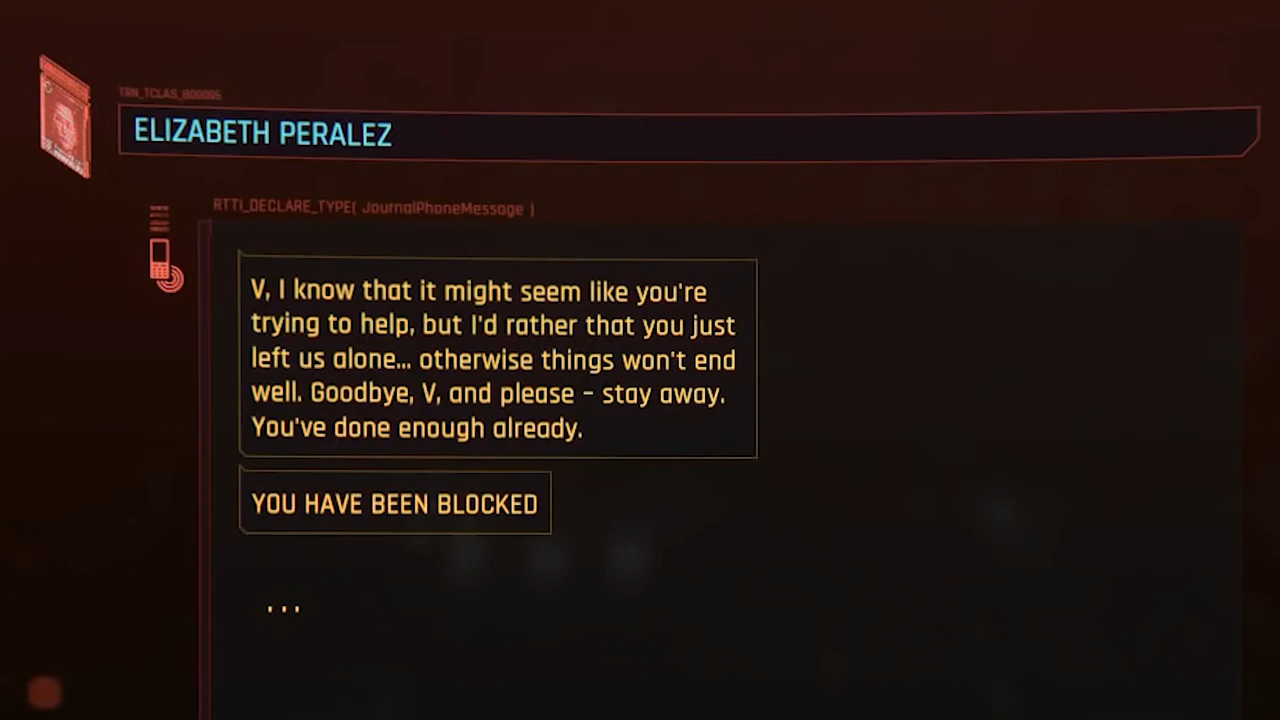 TRN_TCLAS_800095
ELIZABETH PERALEZ
RTTI_DECLARE_TYPE( JournalPhoneMessage )
V, I know that it might seem like you're
trying to help, but I'd rather that you just
left us alone... otherwise things won't end
well. Goodbye, V, and please – stay away.
You've done enough already.
YOU HAVE BEEN BLOCKED
...